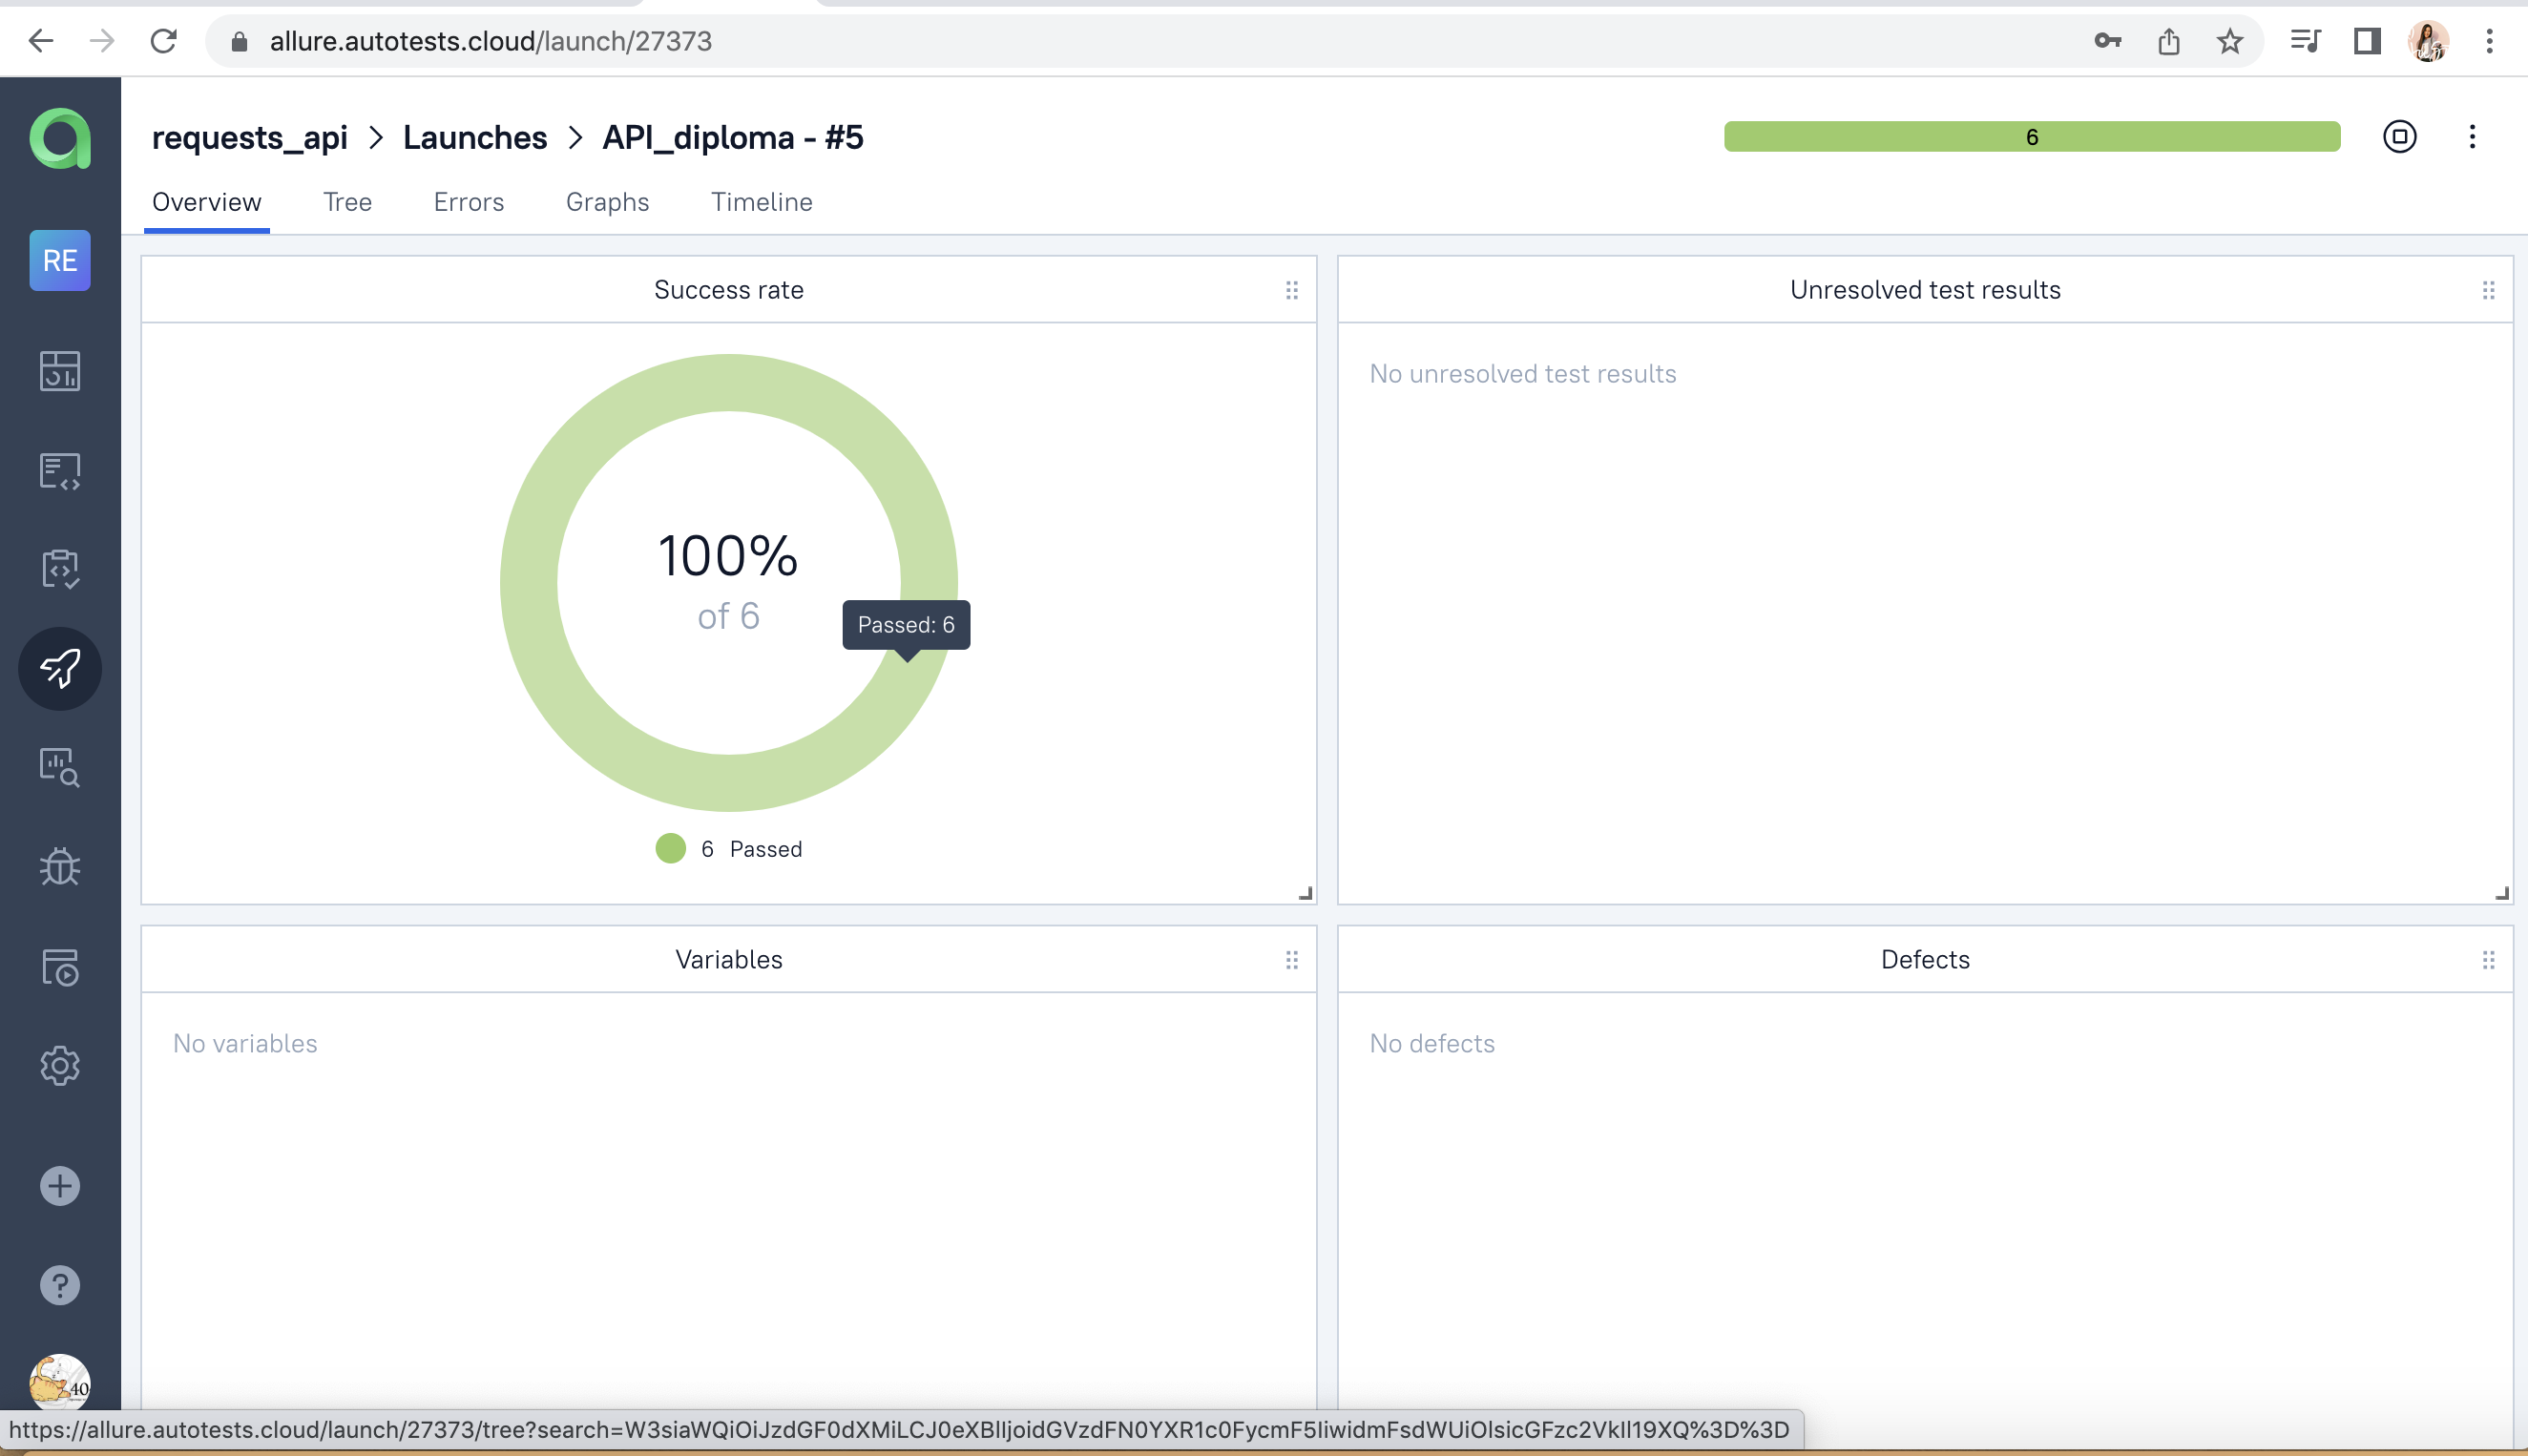 allure.autotests.cloud/launch/27373
requests_api > Launches > API_diploma - #5
6
Overview Tree Errors Graphs Timeline
RE
Success rate
Unresolved test results
No unresolved test results
100%
of 6
Passed: 6
6 Passed
Variables
Defects
No variables
No defects
40
https://allure.autotests.cloud/launch/27373/tree?search=W3siaWQiOiJzdGF0dXMiLCJ0eXBlIjoidGVzdFN0YXR1c0FycmF5IiwidmFsdWUiOlsicGFzc2VkIl19XQ%3D%3D